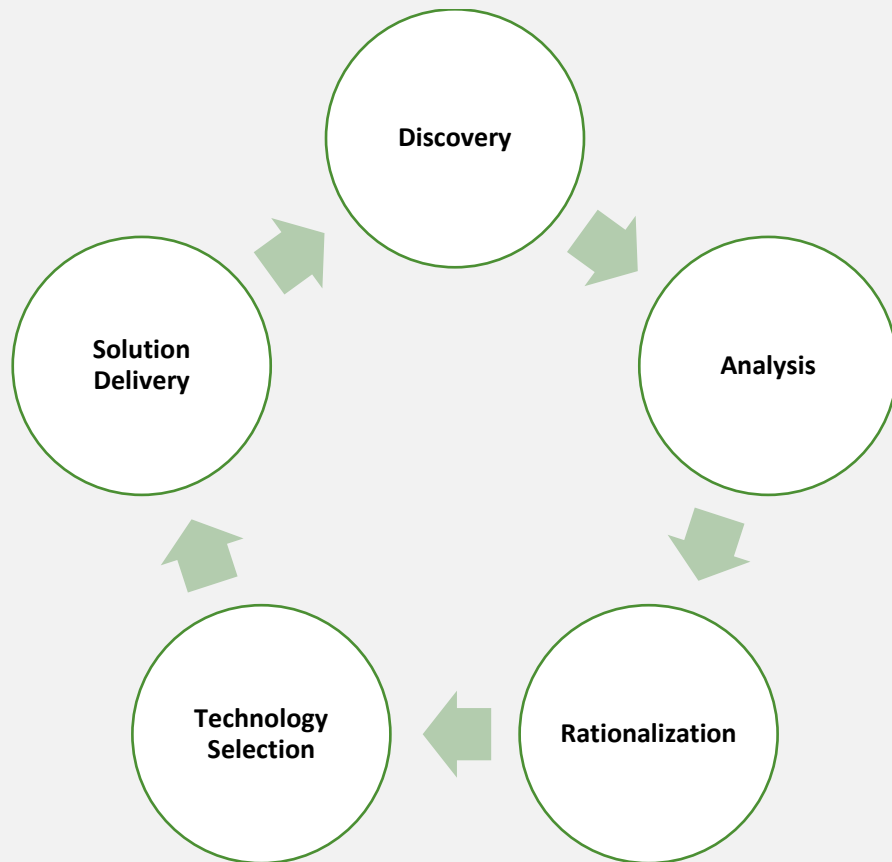 Discovery
Analysis
Rationalization
Technology
Selection
Solution
Delivery